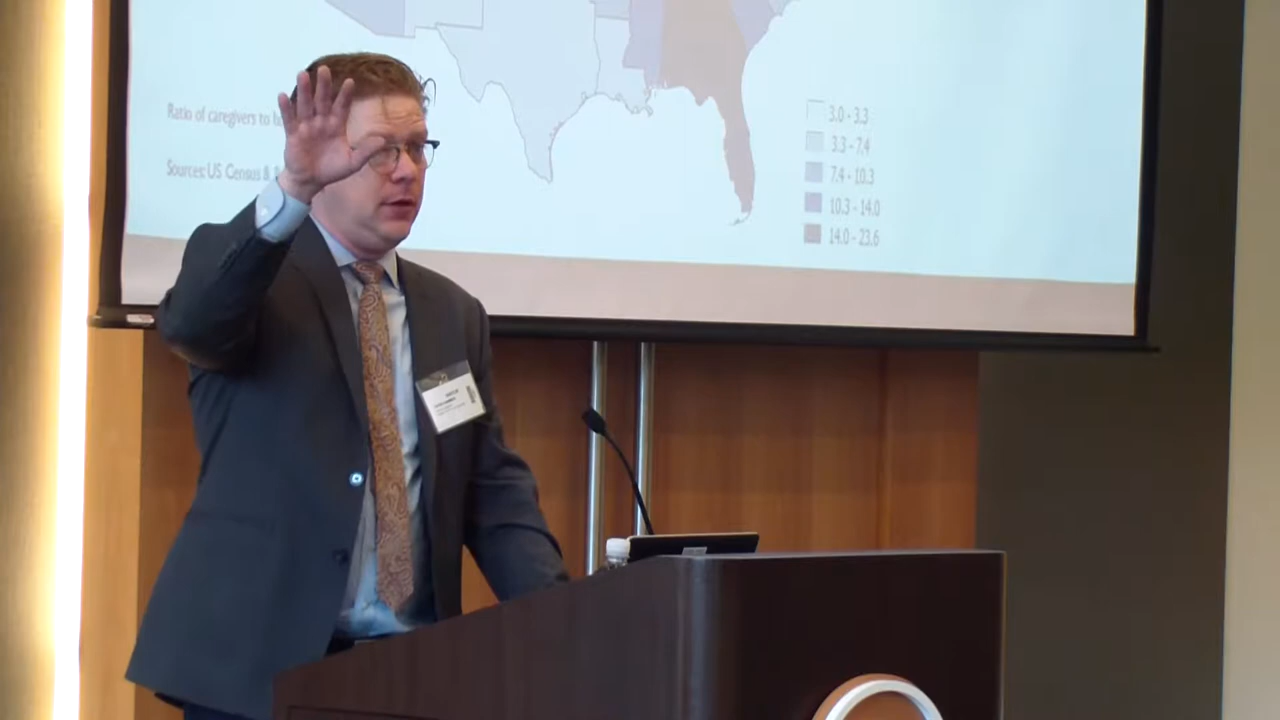 Ratio of caregivers to
Sources: US Census &
3.0 - 3.3
3.3 - 7.4
7.4 - 10.3
10.3 - 14.0
14.0 - 23.6